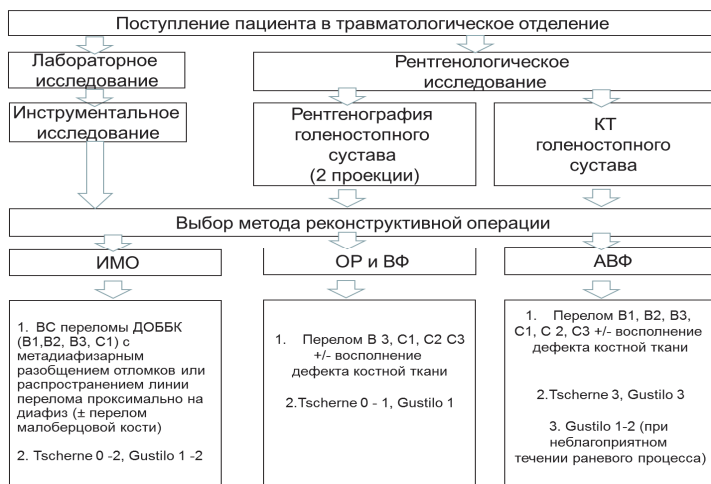 Поступление пациента в травматологическое отделение
Лабораторное
исследование
Рентгенологическое
исследование
Инструментальное
исследование
Рентгенография
голеностопного
сустава
(2 проекции)
КТ
голеностопного
сустава
Выбор метода реконструктивной операции
ИМО
ОР и ВФ
АВФ
1. ВС переломы ДОББК
(В1,В2, В3, С1) с
метадиафизарным
разобщением отломков или
распространением линии
перелома проксимально на
диафиз (± перелом
малоберцовой кости)
2. Tscherne 0 -2, Gustilo 1 -2
1. Перелом В 3, С1, С2 С3
+/- восполнение
дефекта костной ткани
2.Tscherne 0 - 1, Gustilo 1
1. Перелом В1, В2, В3,
С1, С 2, С3 +/- восполнение
дефекта костной ткани
2.Tscherne 3, Gustilo 3
3. Gustilo 1-2 (при
неблагоприятном
течении раневого процесса)